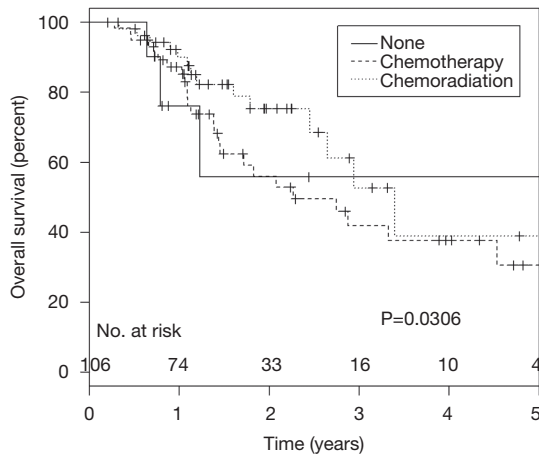 100
80
60
40
20
0
Overall survival (percent)
None
Chemotherapy
Chemoradiation
P=0.0306
No. at risk
106 74 33 16 10 4
0 1 2 3 4 5
Time (years)